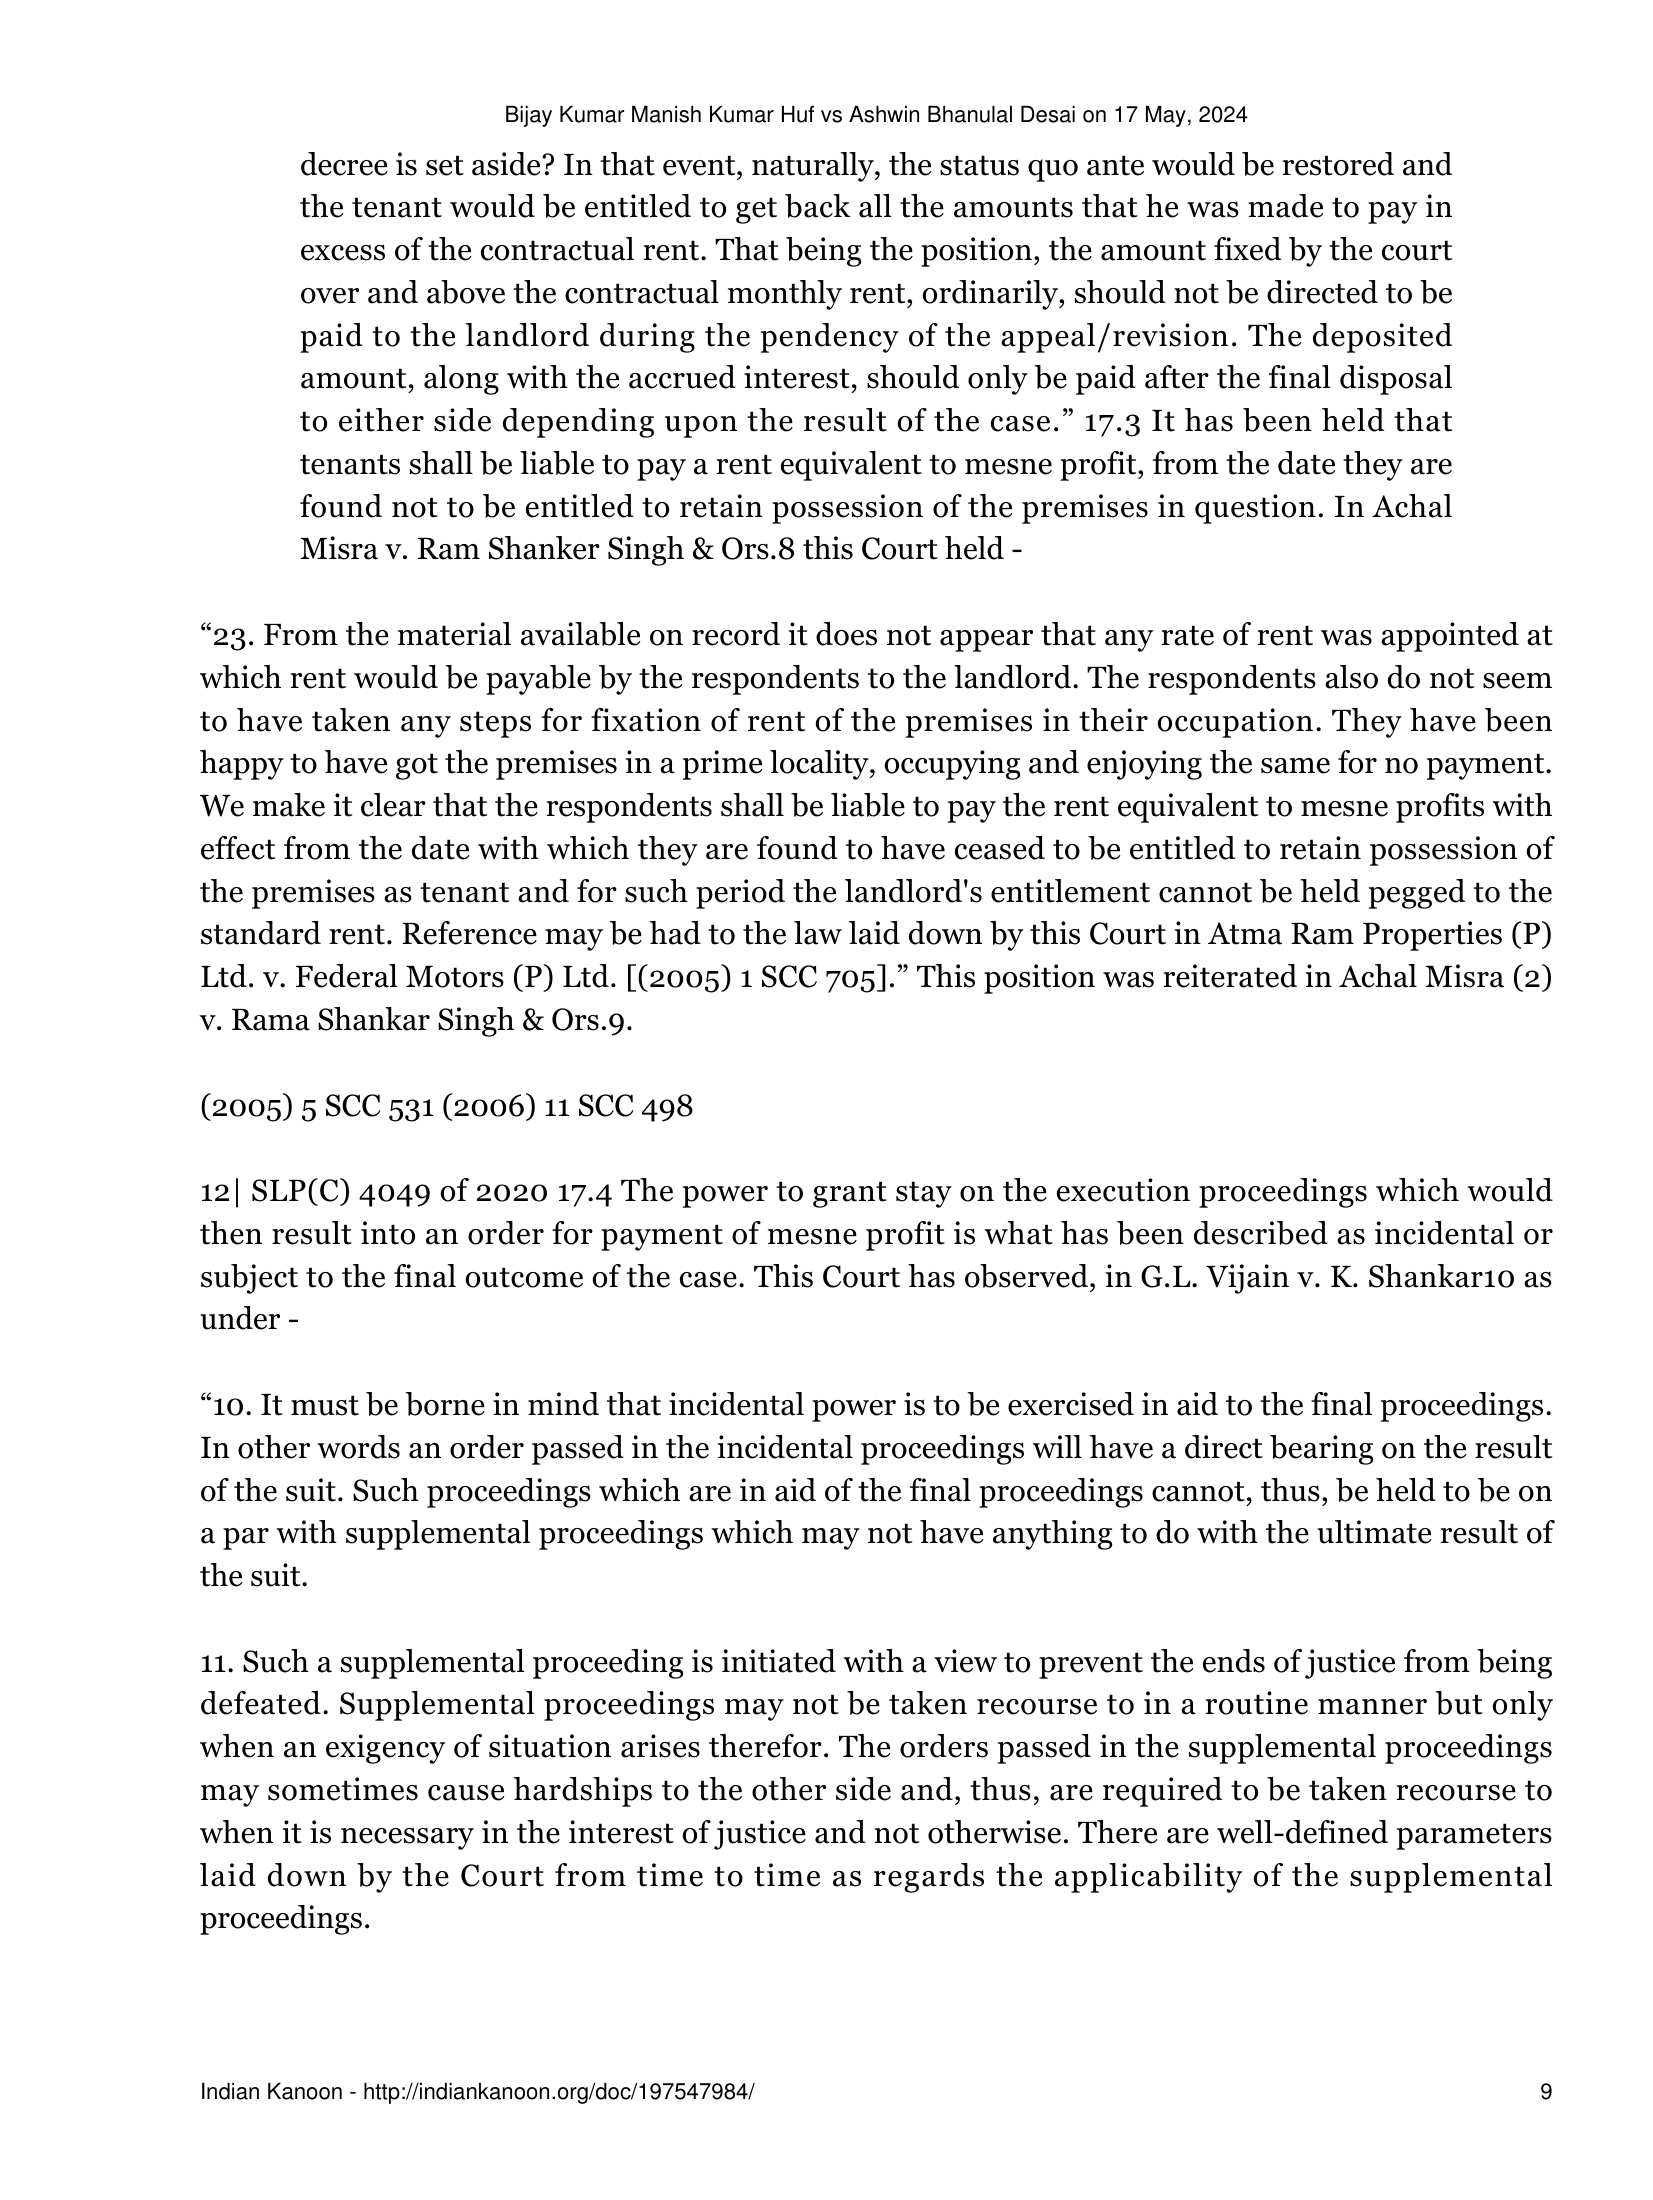 Bijay Kumar Manish Kumar Huf vs Ashwin Bhanulal Desai on 17 May, 2024
decree is set aside? In that event, naturally, the status quo ante would be restored and
the tenant would be entitled to get back all the amounts that he was made to pay in
excess of the contractual rent. That being the position, the amount fixed by the court
over and above the contractual monthly rent, ordinarily, should not be directed to be
paid to the landlord during the pendency of the appeal/revision. The deposited
amount, along with the accrued interest, should only be paid after the final disposal
to either side depending upon the result of the case.” 17.3 It has been held that
tenants shall be liable to pay a rent equivalent to mesne profit, from the date they are
found not to be entitled to retain possession of the premises in question. In Achal
Misra v. Ram Shanker Singh & Ors.8 this Court held -
“23. From the material available on record it does not appear that any rate of rent was appointed at
which rent would be payable by the respondents to the landlord. The respondents also do not seem
to have taken any steps for fixation of rent of the premises in their occupation. They have been
happy to have got the premises in a prime locality, occupying and enjoying the same for no payment.
We make it clear that the respondents shall be liable to pay the rent equivalent to mesne profits with
effect from the date with which they are found to have ceased to be entitled to retain possession of
the premises as tenant and for such period the landlord's entitlement cannot be held pegged to the
standard rent. Reference may be had to the law laid down by this Court in Atma Ram Properties (P)
Ltd. v. Federal Motors (P) Ltd. [(2005) 1 SCC 705].” This position was reiterated in Achal Misra (2)
v. Rama Shankar Singh & Ors.9.
(2005) 5 SCC 531 (2006) 11 SCC 498
12| SLP(C) 4049 of 2020 17.4 The power to grant stay on the execution proceedings which would
then result into an order for payment of mesne profit is what has been described as incidental or
subject to the final outcome of the case. This Court has observed, in G.L. Vijain v. K. Shankar10 as
under -
“10. It must be borne in mind that incidental power is to be exercised in aid to the final proceedings.
In other words an order passed in the incidental proceedings will have a direct bearing on the result
of the suit. Such proceedings which are in aid of the final proceedings cannot, thus, be held to be on
a par with supplemental proceedings which may not have anything to do with the ultimate result of
the suit.
11. Such a supplemental proceeding is initiated with a view to prevent the ends of justice from being
defeated. Supplemental proceedings may not be taken recourse to in a routine manner but only
when an exigency of situation arises therefor. The orders passed in the supplemental proceedings
may sometimes cause hardships to the other side and, thus, are required to be taken recourse to
when it is necessary in the interest of justice and not otherwise. There are well-defined parameters
laid down by the Court from time to time as regards the applicability of the supplemental
proceedings.
Indian Kanoon - http://indiankanoon.org/doc/197547984/ 9